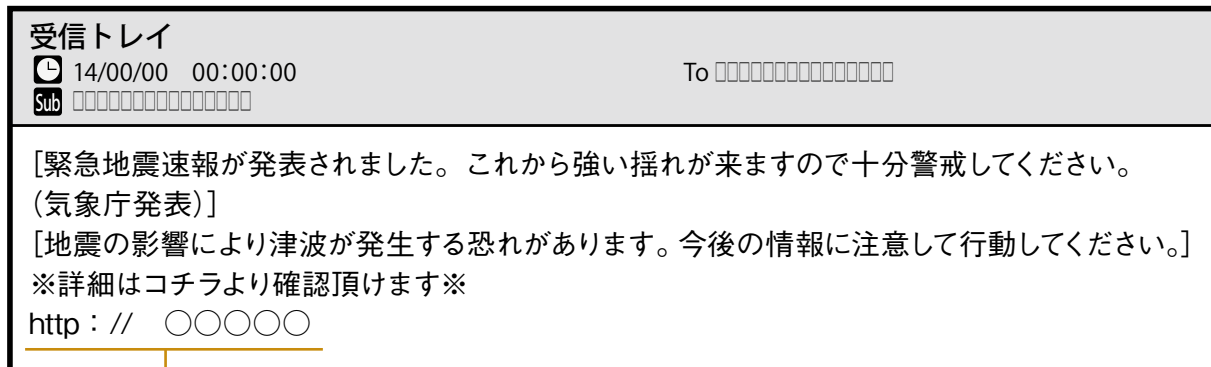 受信トレイ
14/00/00 00:00:00 To □□□□□□□□□□□□□□□
Sub □□□□□□□□□□□□□□□
[緊急地震速報が発表されました。これから強い揺れが来ますので十分警戒してください。
(気象庁発表)]
[地震の影響により津波が発生する恐れがあります。今後の情報に注意して行動してください。]
※詳細はコチラより確認頂けます※
http：// ○○○○○